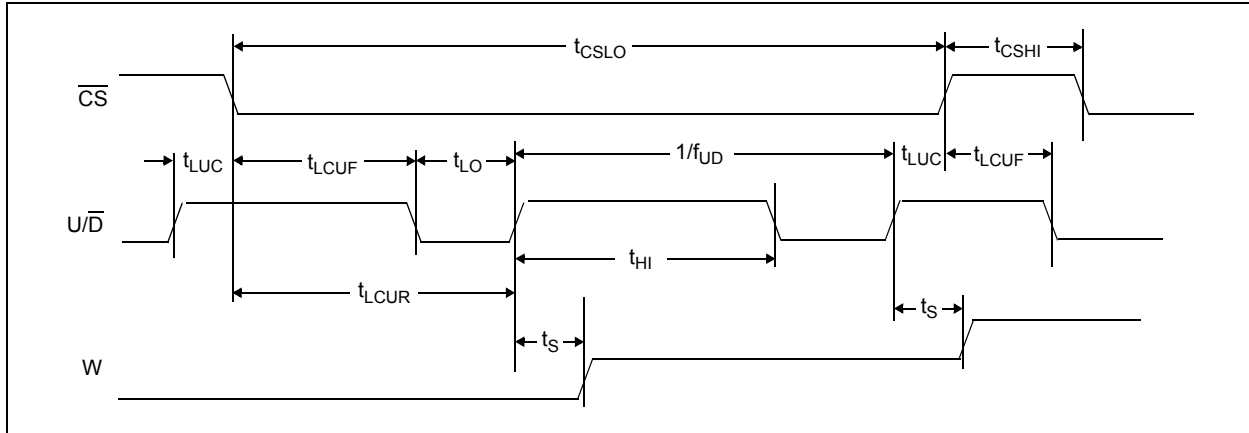 tCSLO
tCSHI
CS
tLUC
tLCUF
tLO
1/fUD
tLUC
tLCUF
U/D
tHI
tLCUR
tS
tS
W